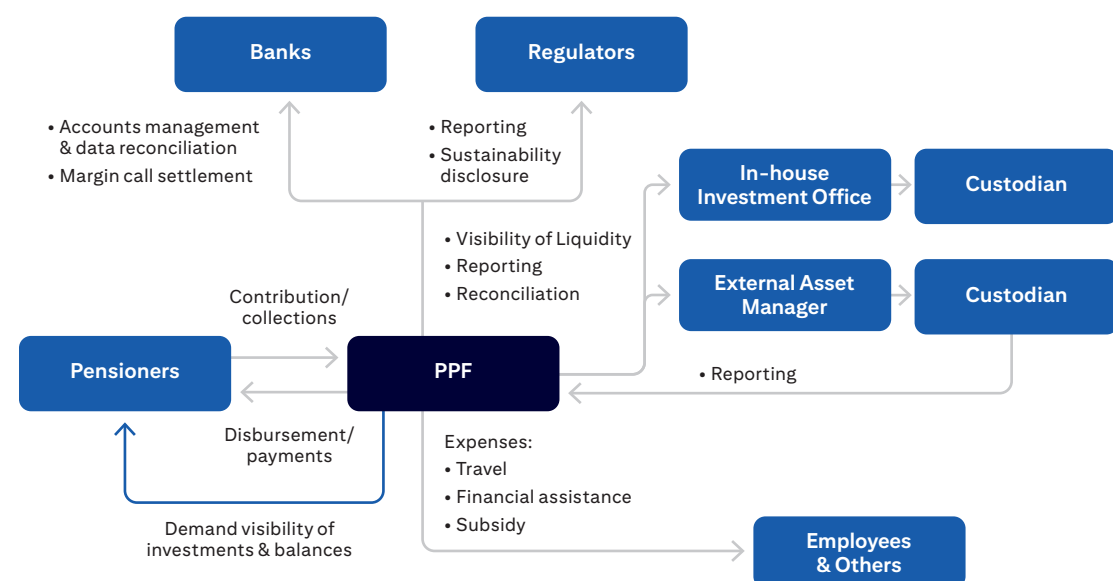 Banks
Regulators
• Accounts management
& data reconciliation
• Margin call settlement
• Reporting
• Sustainability
disclosure
In-house
Investment Office
Custodian
• Visibility of Liquidity
• Reporting
• Reconciliation
External Asset
Manager
Custodian
Contribution/
collections
Pensioners
PPF
• Reporting
Disbursement/
payments
Expenses:
• Travel
• Financial assistance
• Subsidy
Demand visibility of
investments & balances
Employees
& Others